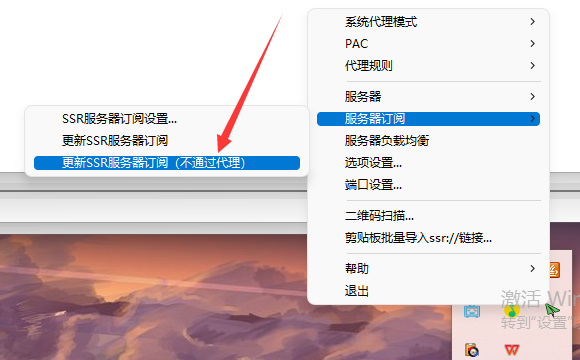 系统代理模式
PAC
代理规则
服务器
服务器订阅
服务器负载均衡
选项设置...
端口设置...
二维码扫描...
剪贴板批量导入ssr://链接...
帮助
退出
SSR服务器订阅设置...
更新SSR服务器订阅
更新SSR服务器订阅（不通过代理）
激活 Win
转到"设置"